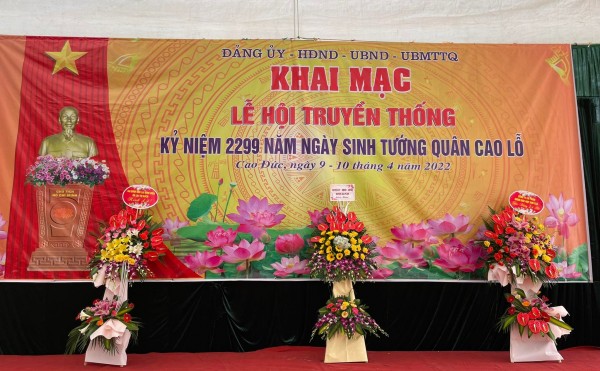 ĐẢNG ỦY - HĐND - UBND - UBMTTQ
KHAI MẠC
LỄ HỘI TRUYỀN THỐNG
KỶ NIỆM 2299 NĂM NGÀY SINH TƯỚNG QUÂN CAO LỖ
Cao Đức, ngày 9 - 10 tháng 4 năm 2022